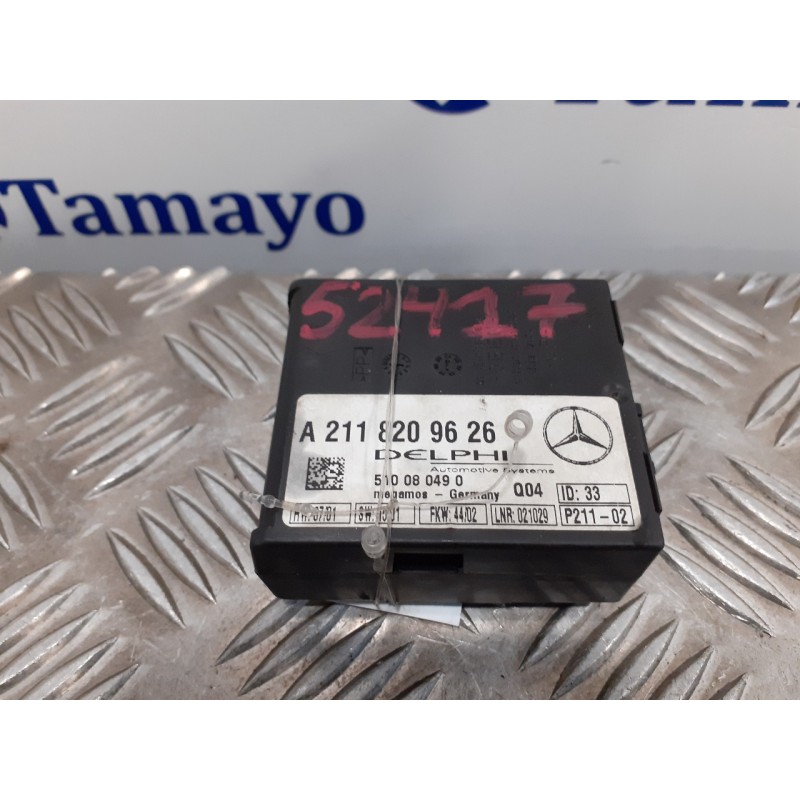 Tamayo
52417
A 211 820 96 26
DELPHI
Automotive Systems
510 08 049 0
megamos - Germany Q04 ID: 33
FKW: 44/02 LNR: 021029 P211-02